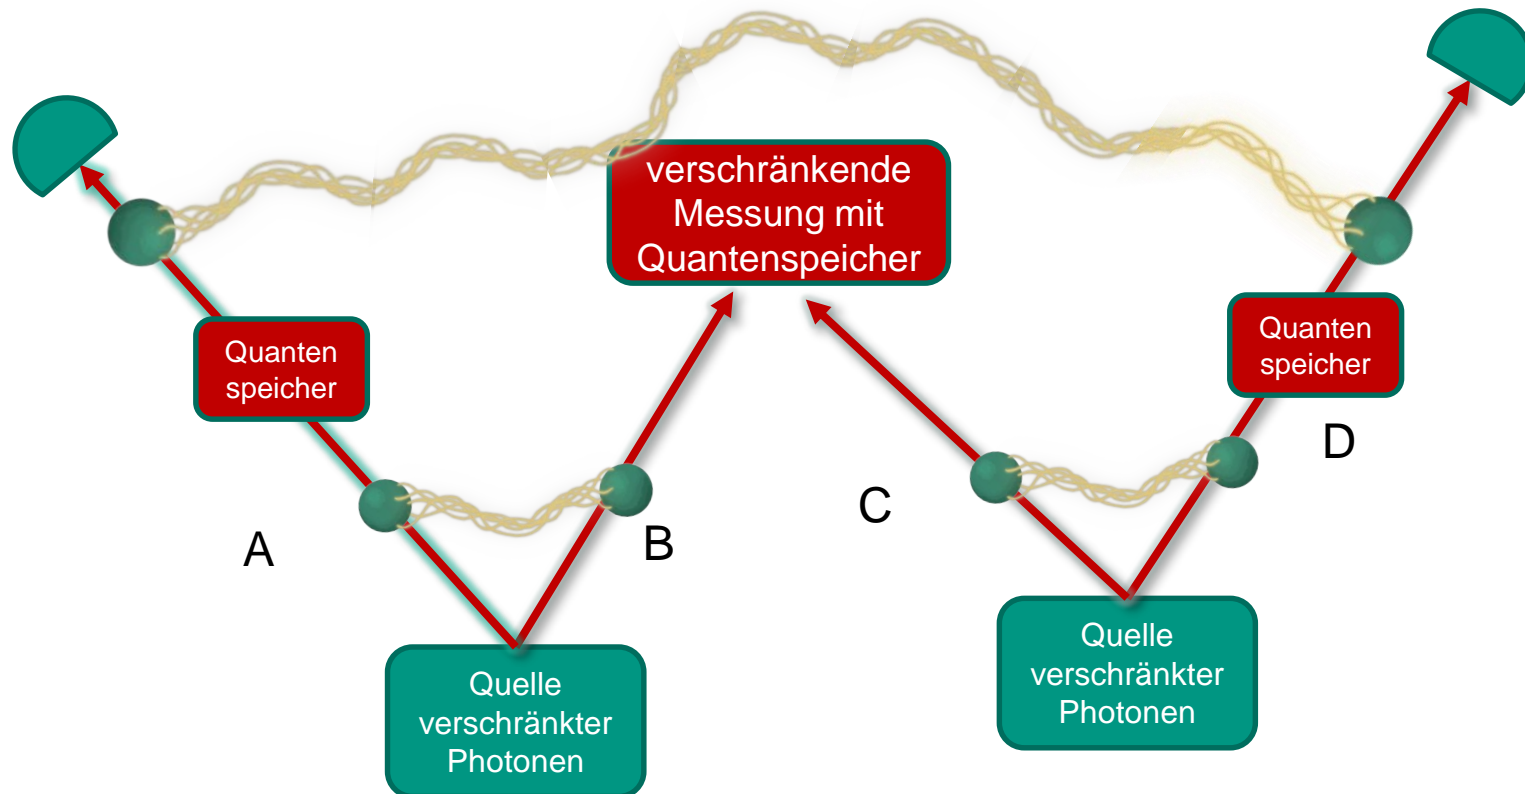 verschränkende
Messung mit
Quantenspeicher
Quanten
speicher
Quanten
speicher
A
B
C
D
Quelle
verschränkter
Photonen
Quelle
verschränkter
Photonen